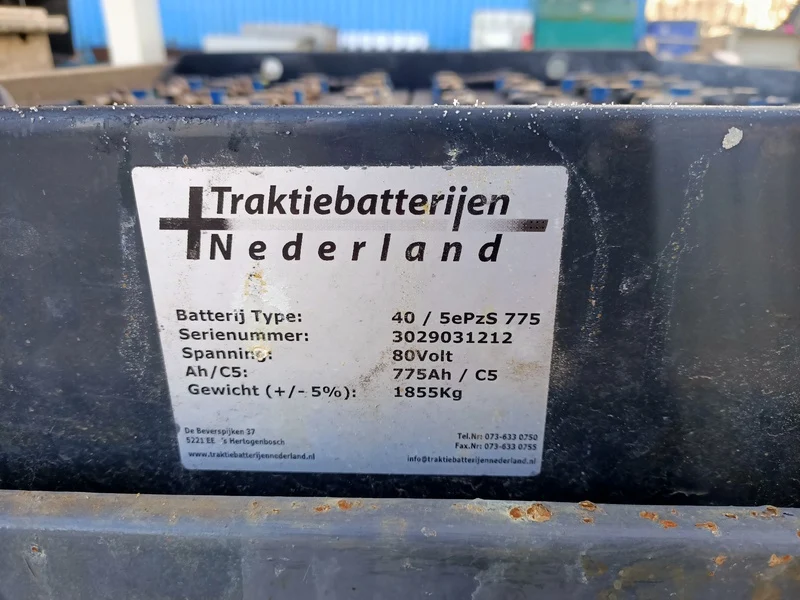 Traktiebatterijen
Nederland
Batterij Type: 40 / 5ePzS 775
Serienummer: 3029031212
Spanning: 80Volt
Ah/C5: 775Ah / C5
Gewicht (+/- 5%): 1855Kg
De Beverspijken 37
5221 EE 's Hertogenbosch
www.traktiebatterijennederland.nl
Tel.Nr: 073-633 0750
Fax.Nr: 073-633 0755
info@traktiebatterijennederland.nl